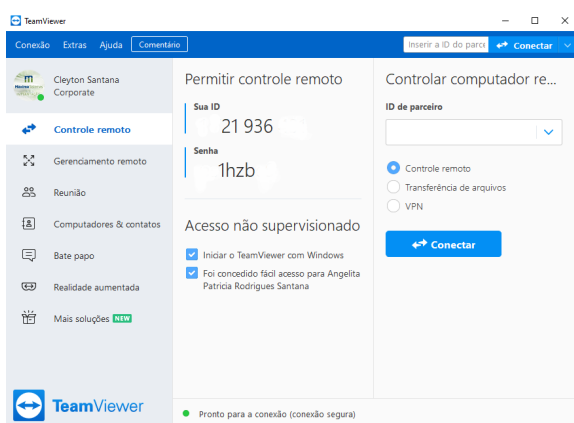 TeamViewer
Conexão Extras Ajuda Comentário
Inserir a ID do parce Conectar
Cleyton Santana
Corporate
Controle remoto
Gerenciamento remoto
Reunião
Computadores & contatos
Bate papo
Realidade aumentada
Mais soluções NEW
TeamViewer
Permitir controle remoto
Sua ID
21 936
Senha
1hzb
Acesso não supervisionado
Iniciar o TeamViewer com Windows
Foi concedido fácil acesso para Angelita
Patricia Rodrigues Santana
Controlar computador re...
ID de parceiro
Controle remoto
Transferência de arquivos
VPN
Conectar
Pronto para a conexão (conexão segura)